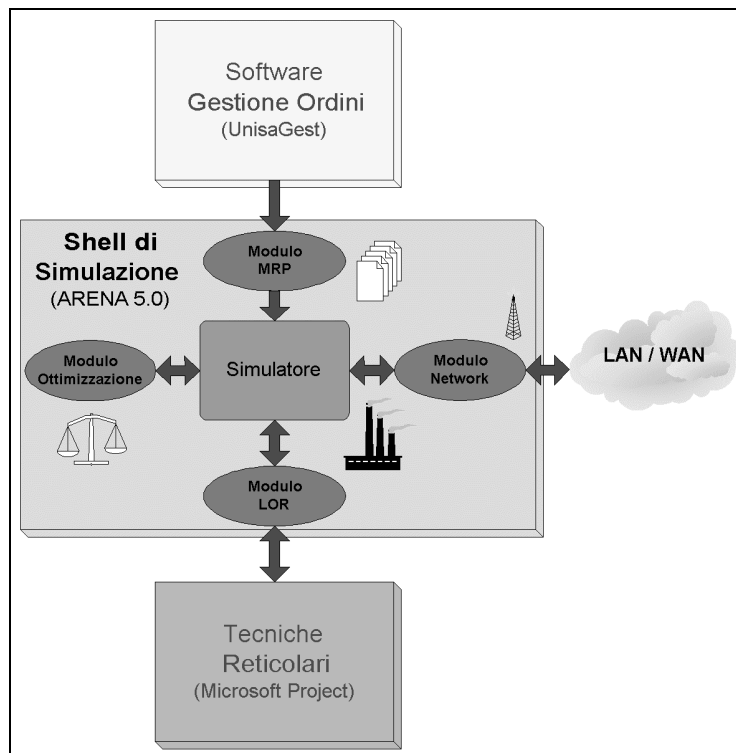 Software
Gestione Ordini
(UnisaGest)
Shell di
Simulazione
(ARENA 5.0)
Modulo
MRP
Modulo
Ottimizzazione
Simulatore
Modulo
Network
LAN / WAN
Modulo
LOR
Tecniche
Reticolari
(Microsoft Project)